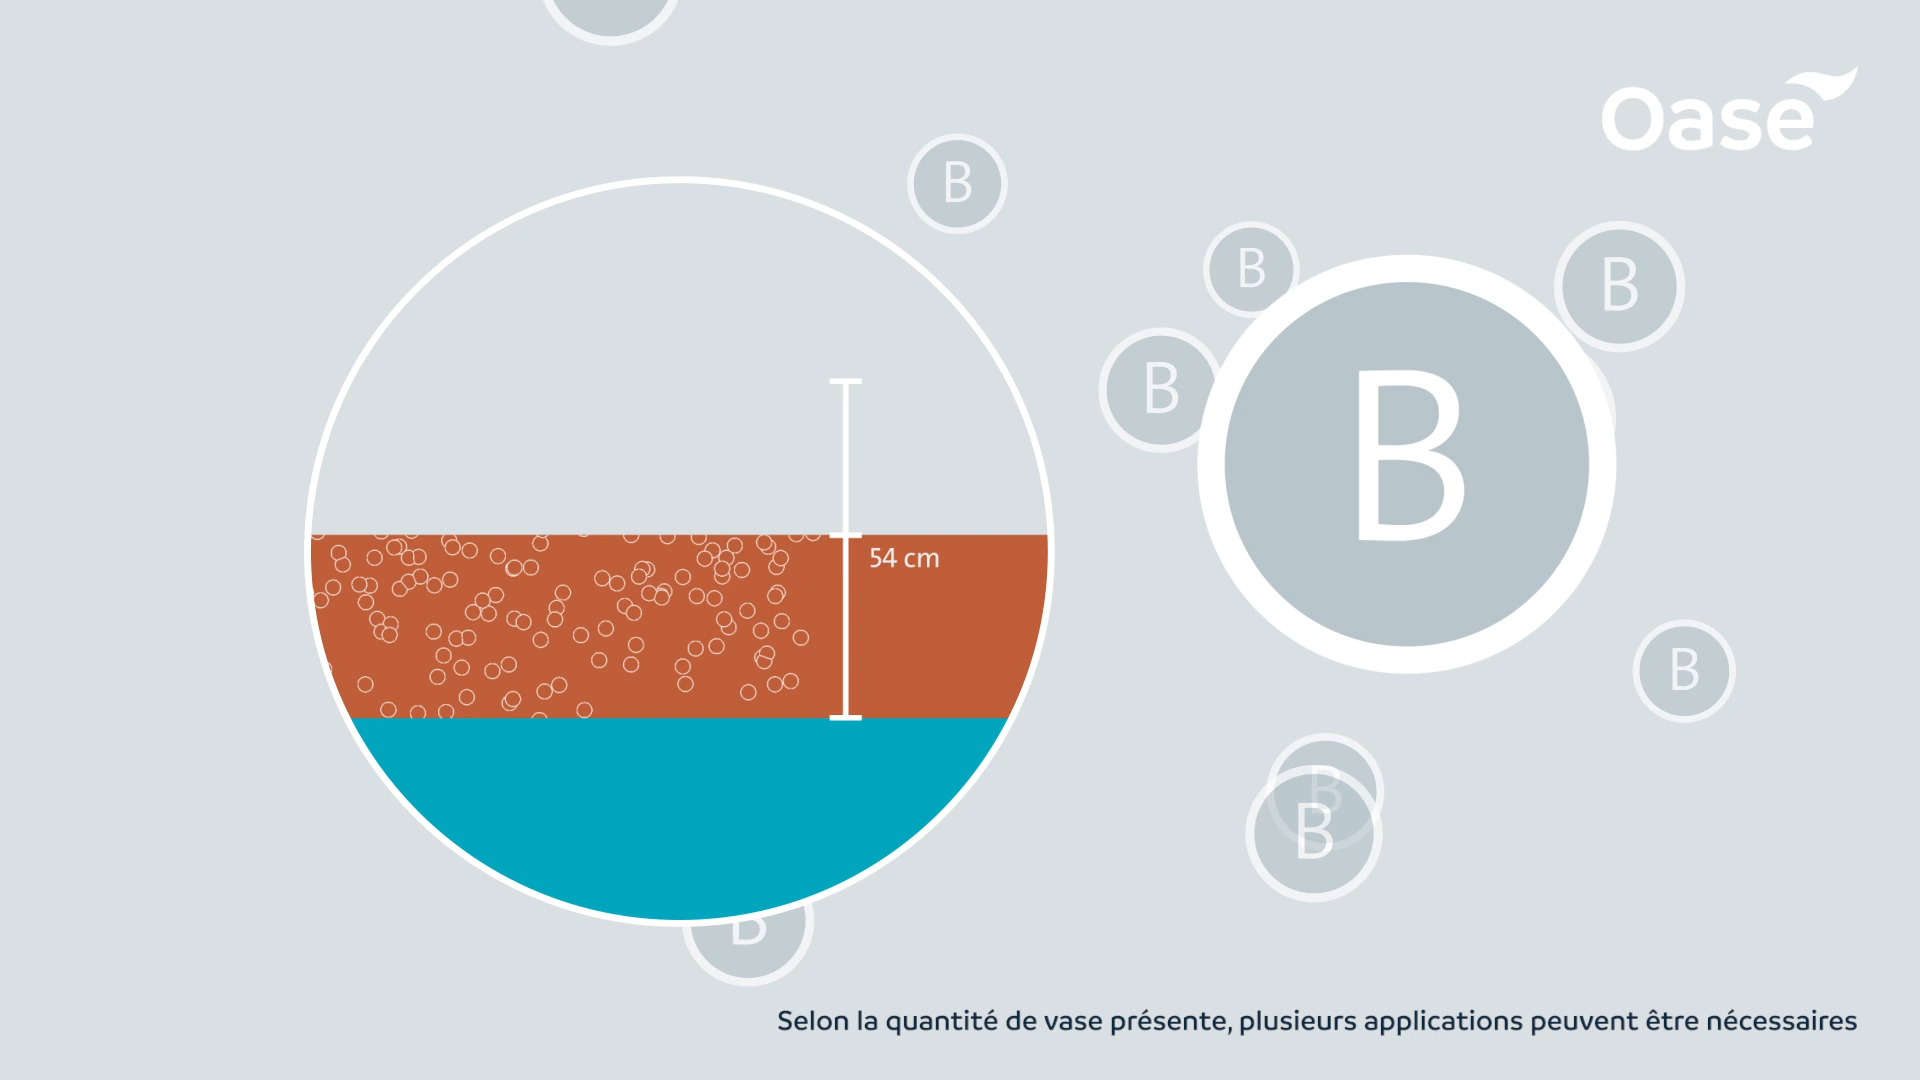 Oase
B
B
B
B
B
54 cm
B
B
B
B
Selon la quantité de vase présente, plusieurs applications peuvent être nécessaires